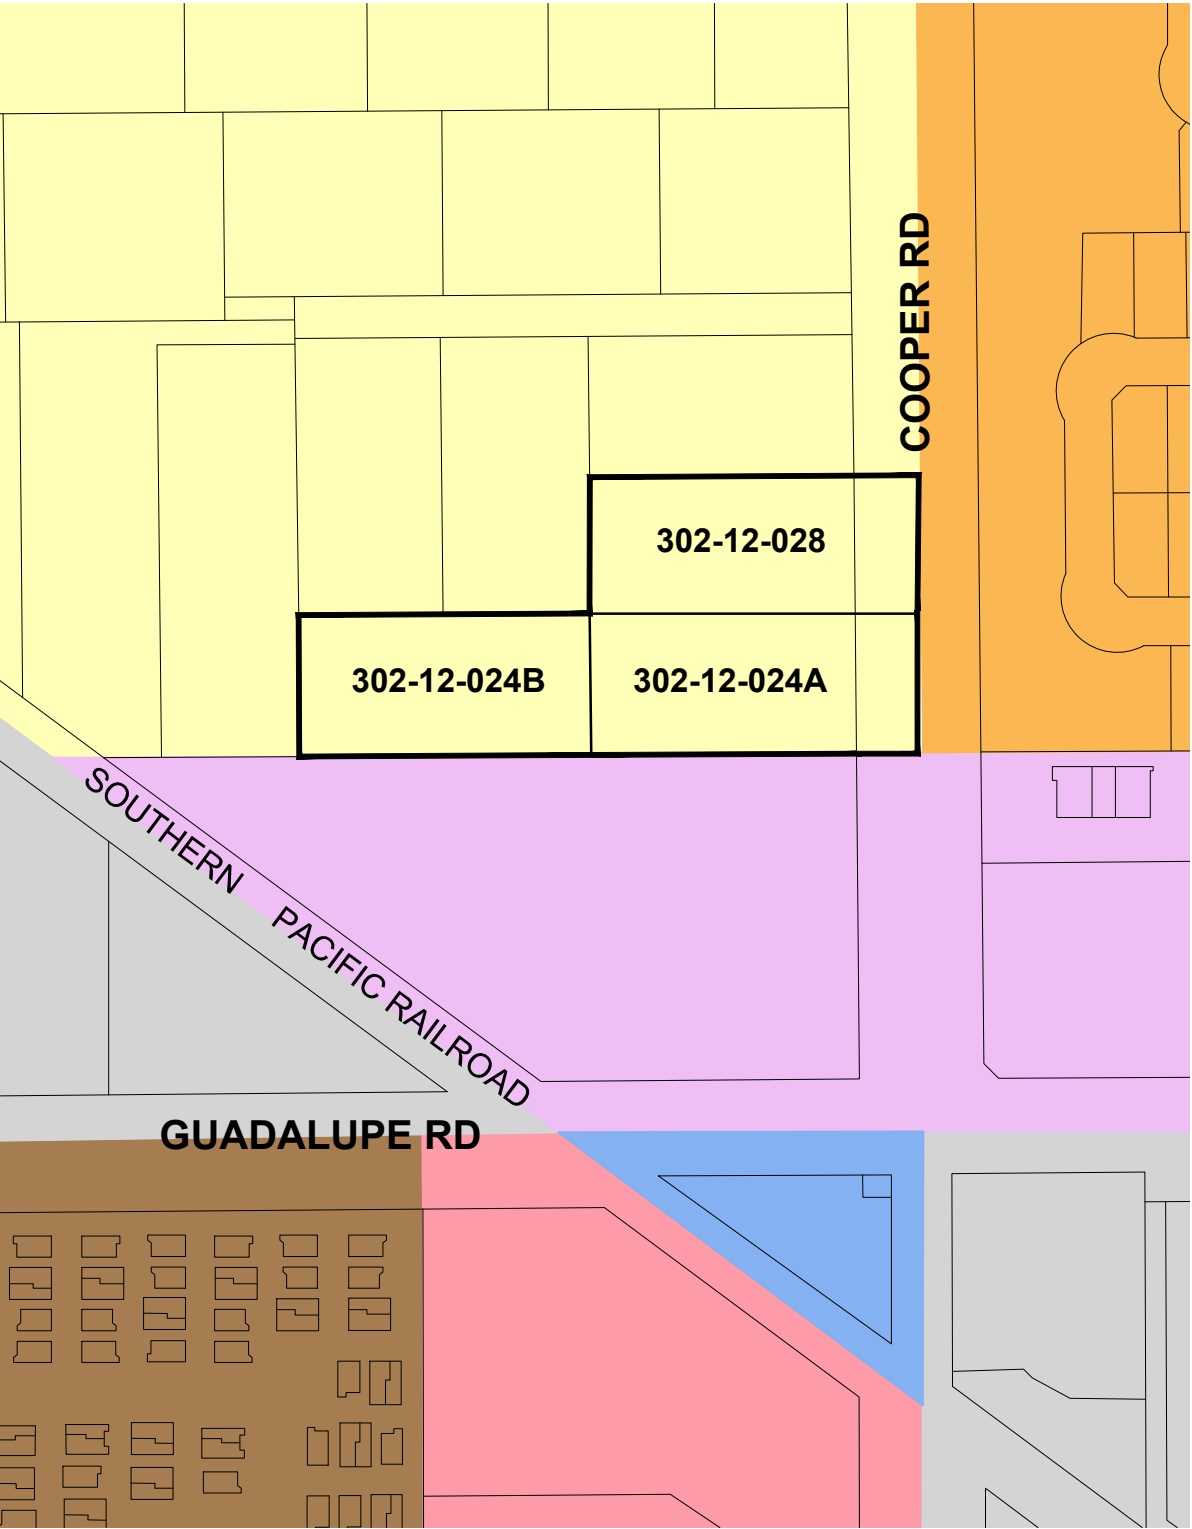 COOPER RD
302-12-028
302-12-024B
302-12-024A
SOUTHERN PACIFIC RAILROAD
GUADALUPE RD